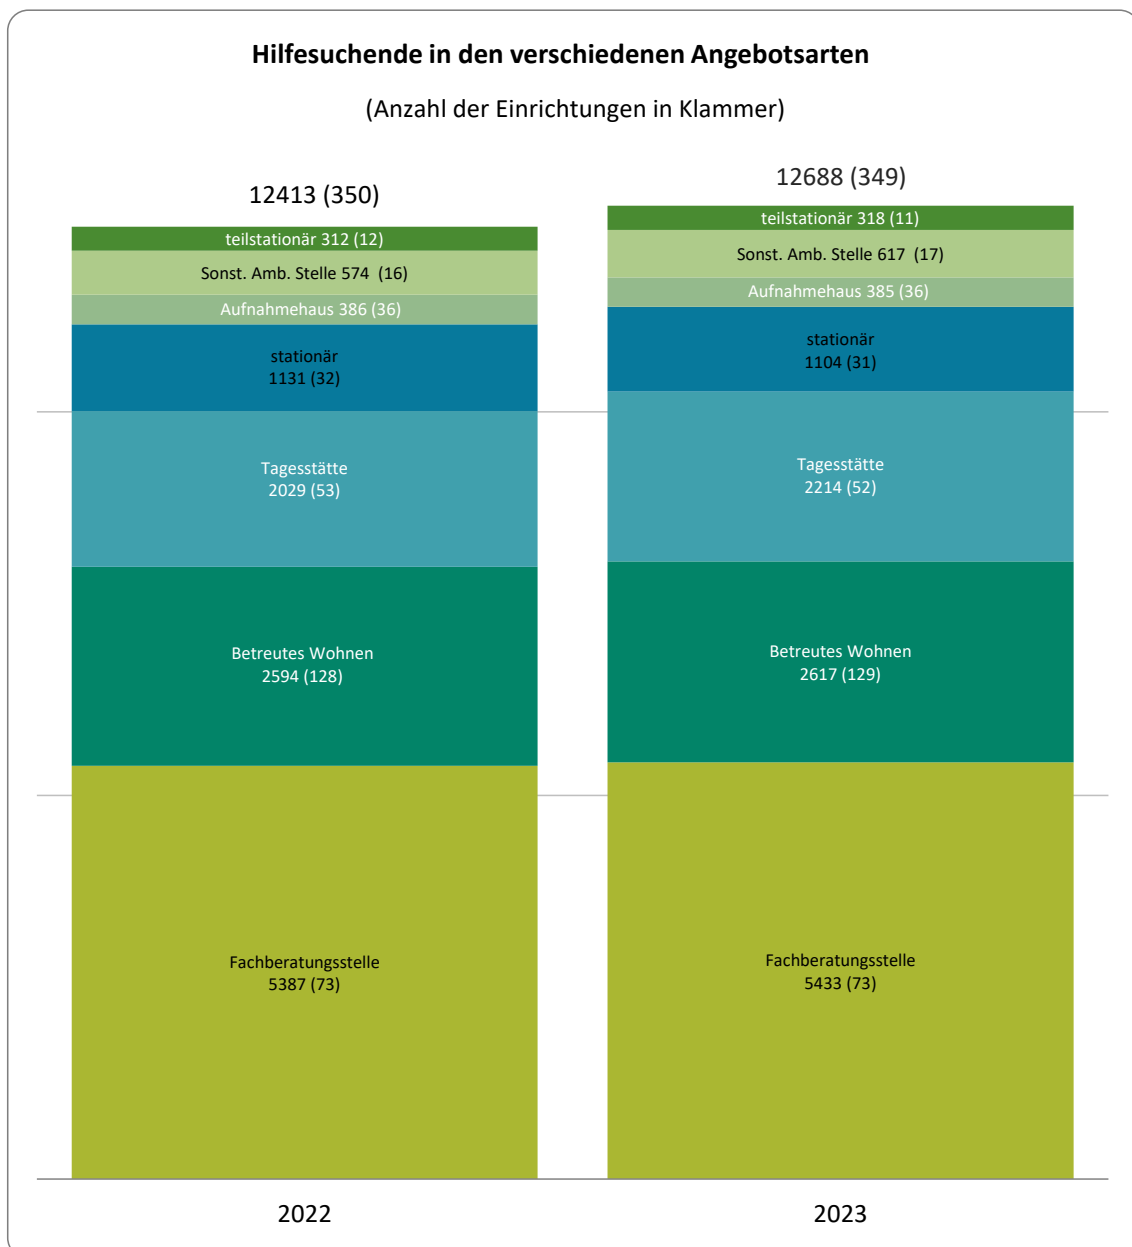 Hilfesuchende in den verschiedenen Angebotsarten
(Anzahl der Einrichtungen in Klammer)
12413 (350)
teilstationär 312 (12)
Sonst. Amb. Stelle 574 (16)
Aufnahmehaus 386 (36)
stationär
1131 (32)
Tagesstätte
2029 (53)
Betreutes Wohnen
2594 (128)
Fachberatungsstelle
5387 (73)
2022
12688 (349)
teilstationär 318 (11)
Sonst. Amb. Stelle 617 (17)
Aufnahmehaus 385 (36)
stationär
1104 (31)
Tagesstätte
2214 (52)
Betreutes Wohnen
2617 (129)
Fachberatungsstelle
5433 (73)
2023